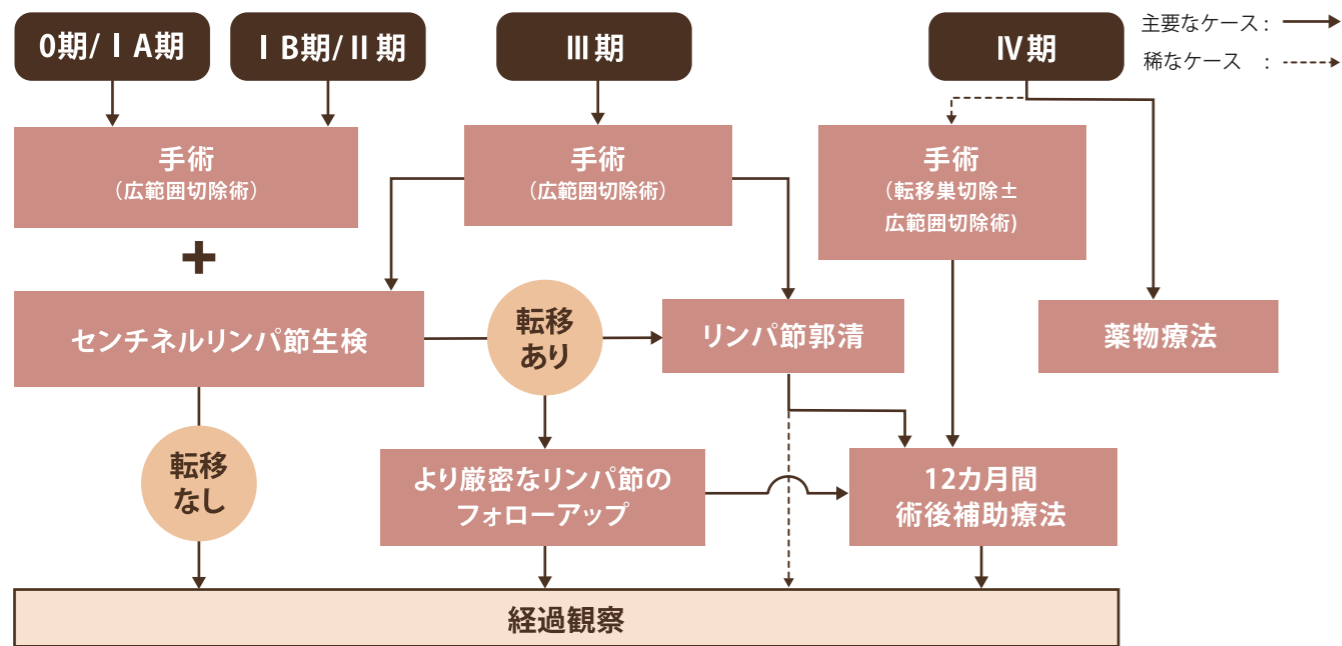 0期/ⅠA期
ⅠB期/Ⅱ期
Ⅲ期
Ⅳ期
主要なケース:
稀なケース :
手術
(広範囲切除術)
手術
(広範囲切除術)
手術
(転移巣切除±
広範囲切除術)
+
センチネルリンパ節生検
転移
あり
リンパ節郭清
薬物療法
転移
なし
より厳密なリンパ節の
フォローアップ
12カ月間
術後補助療法
経過観察